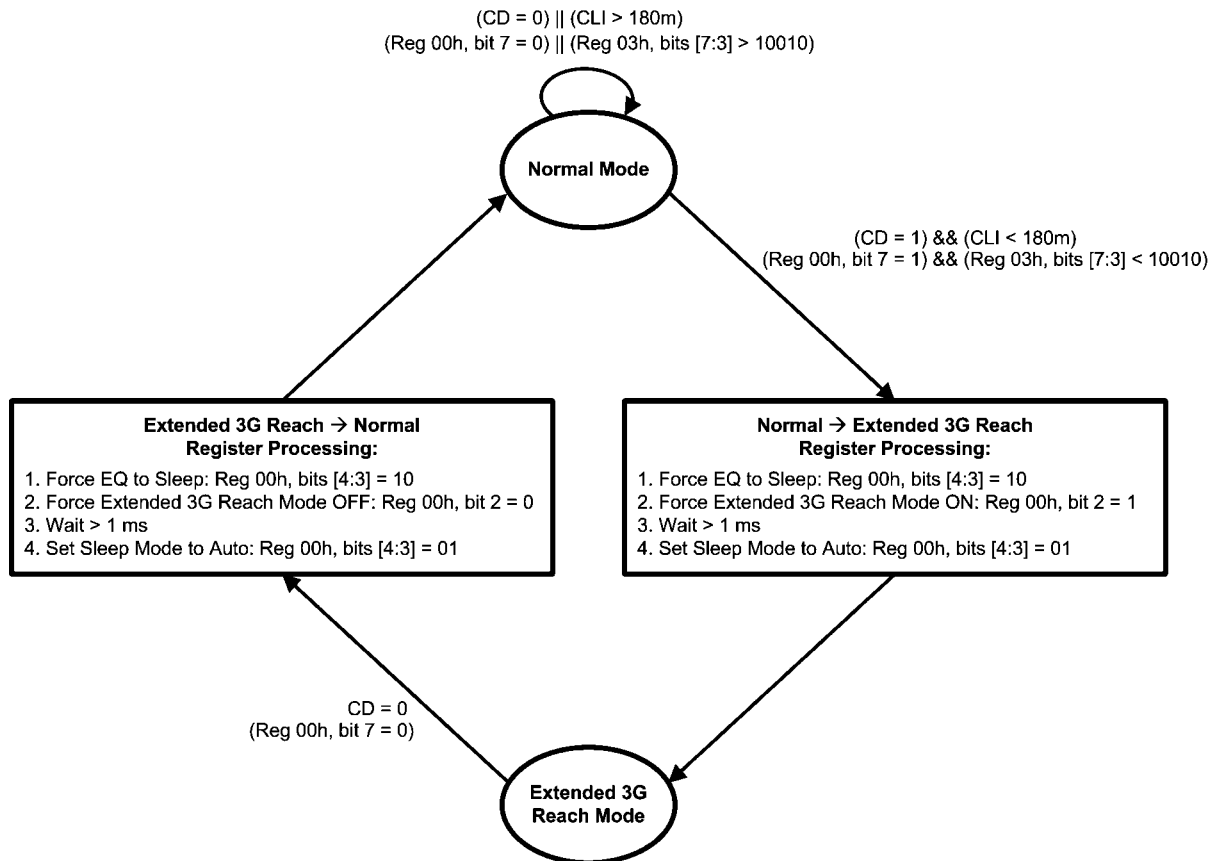 (CD = 0) || (CLI > 180m)
(Reg 00h, bit 7 = 0) || (Reg 03h, bits [7:3] > 10010)
Normal Mode
(CD = 1) && (CLI < 180m)
(Reg 00h, bit 7 = 1) && (Reg 03h, bits [7:3] < 10010)
Extended 3G Reach → Normal
Register Processing:
1. Force EQ to Sleep: Reg 00h, bits [4:3] = 10
2. Force Extended 3G Reach Mode OFF: Reg 00h, bit 2 = 0
3. Wait > 1 ms
4. Set Sleep Mode to Auto: Reg 00h, bits [4:3] = 01
Normal → Extended 3G Reach
Register Processing:
1. Force EQ to Sleep: Reg 00h, bits [4:3] = 10
2. Force Extended 3G Reach Mode ON: Reg 00h, bit 2 = 1
3. Wait > 1 ms
4. Set Sleep Mode to Auto: Reg 00h, bits [4:3] = 01
CD = 0
(Reg 00h, bit 7 = 0)
Extended 3G
Reach Mode